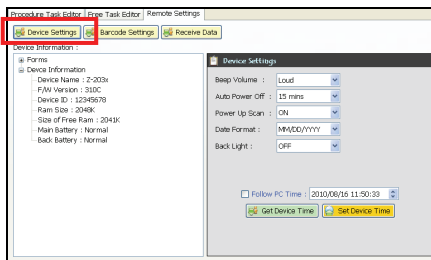 Procedure Task Editor Free Task Editor Remote Settings
Device Settings Barcode Settings Receive Data
Device Information :
Forms
Device Information
Device Name : Z-203x
F/W Version : 310C
Device ID : 12345678
Ram Size : 2048K
Size of Free Ram : 2041K
Main Battery : Normal
Back Battery : Normal
Device Settings
Beep Volume : Loud
Auto Power Off : 15 mins
Power Up Scan : ON
Date Format : MM/DD/YYYY
Back Light : OFF
Follow PC Time : 2010/08/16 11:50:33
Get Device Time Set Device Time